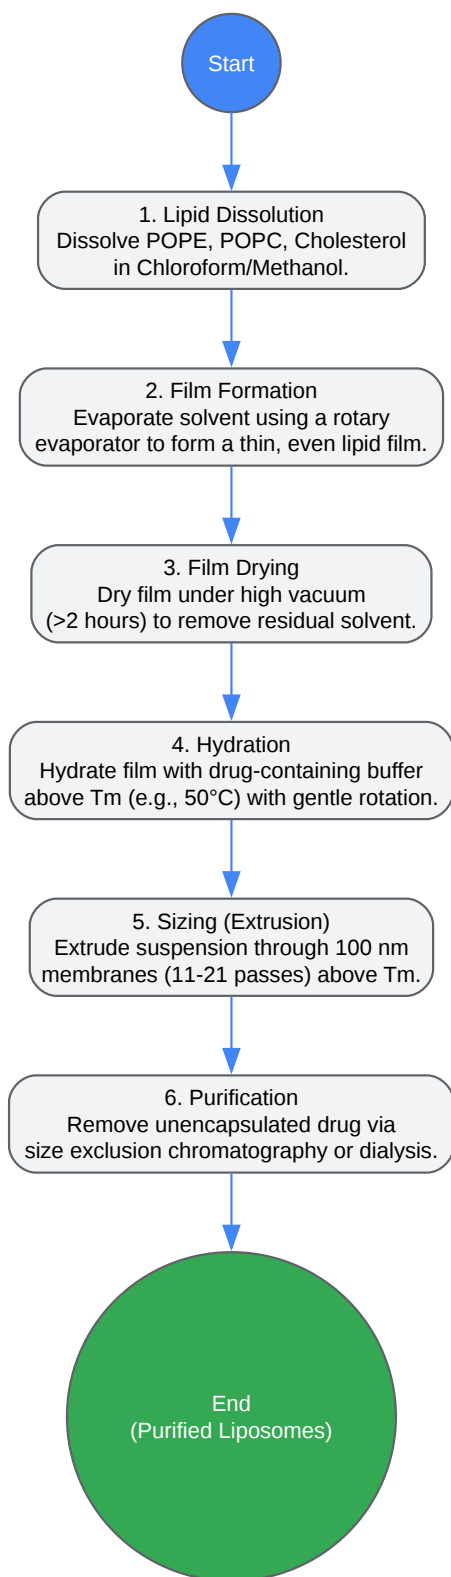 Start
1. Lipid Dissolution
Dissolve POPE, POPC, Cholesterol
in Chloroform/Methanol.
2. Film Formation
Evaporate solvent using a rotary
evaporator to form a thin, even lipid film.
3. Film Drying
Dry film under high vacuum
(>2 hours) to remove residual solvent.
4. Hydration
Hydrate film with drug-containing buffer
above Tm (e.g., 50°C) with gentle rotation.
5. Sizing (Extrusion)
Extrude suspension through 100 nm
membranes (11-21 passes) above Tm.
6. Purification
Remove unencapsulated drug via
size exclusion chromatography or dialysis.
End
(Purified Liposomes)